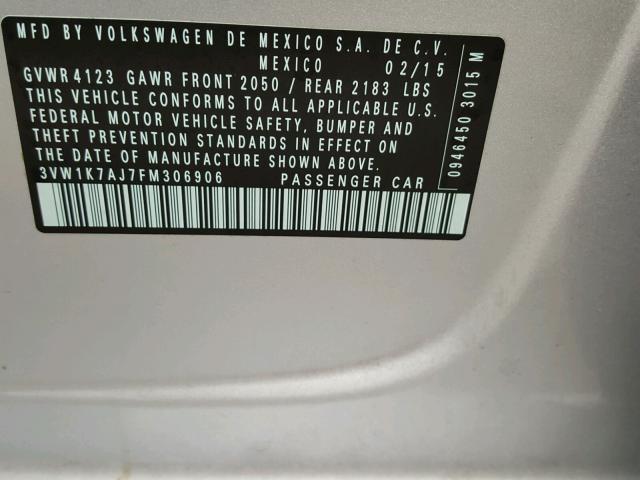 MFD BY VOLKSWAGEN DE MEXICO S.A. DE C.V.
MEXICO 02/15
GVWR 4123 GAWR FRONT 2050 / REAR 2183 LBS
THIS VEHICLE CONFORMS TO ALL APPLICABLE U.S.
FEDERAL MOTOR VEHICLE SAFETY, BUMPER AND
THEFT PREVENTION STANDARDS IN EFFECT ON
THE DATE OF MANUFACTURE SHOWN ABOVE.
3VW1K7AJ7FM306906 PASSENGER CAR
0946450 3015 M